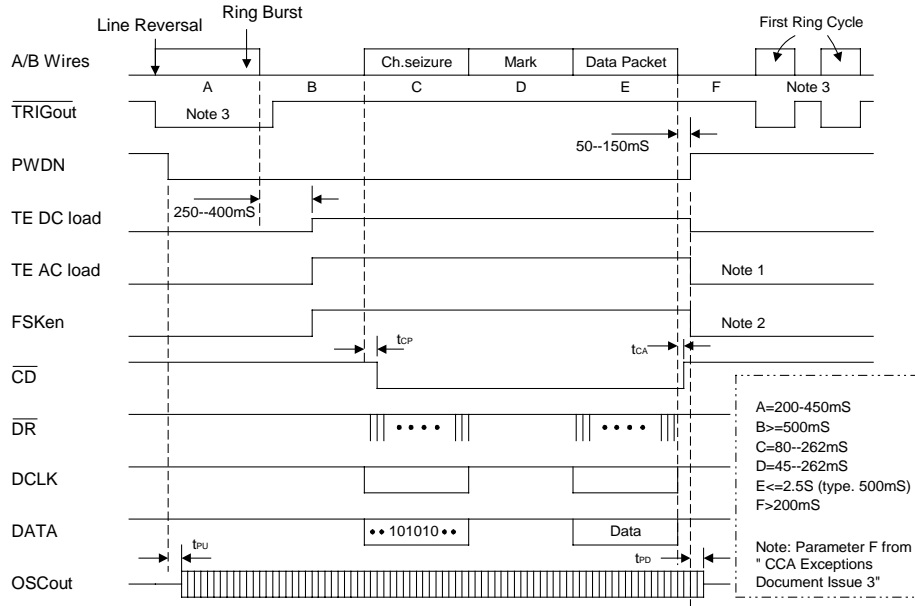 Line Reversal
Ring Burst
First Ring Cycle
A/B Wires
Ch.seizure
Mark
Data Packet
A
B
C
D
E
F
Note 3
TRIGout
Note 3
50--150mS
PWDN
250--400mS
TE DC load
TE AC load
Note 1
FSKen
Note 2
tCP
tCA
CD
DR
DCLK
DATA
101010
Data
tPU
tPD
OSCout
A=200-450mS
B>=500mS
C=80--262mS
D=45--262mS
E<=2.5S (type. 500mS)
F>200mS
Note: Parameter F from
" CCA Exceptions
Document Issue 3"